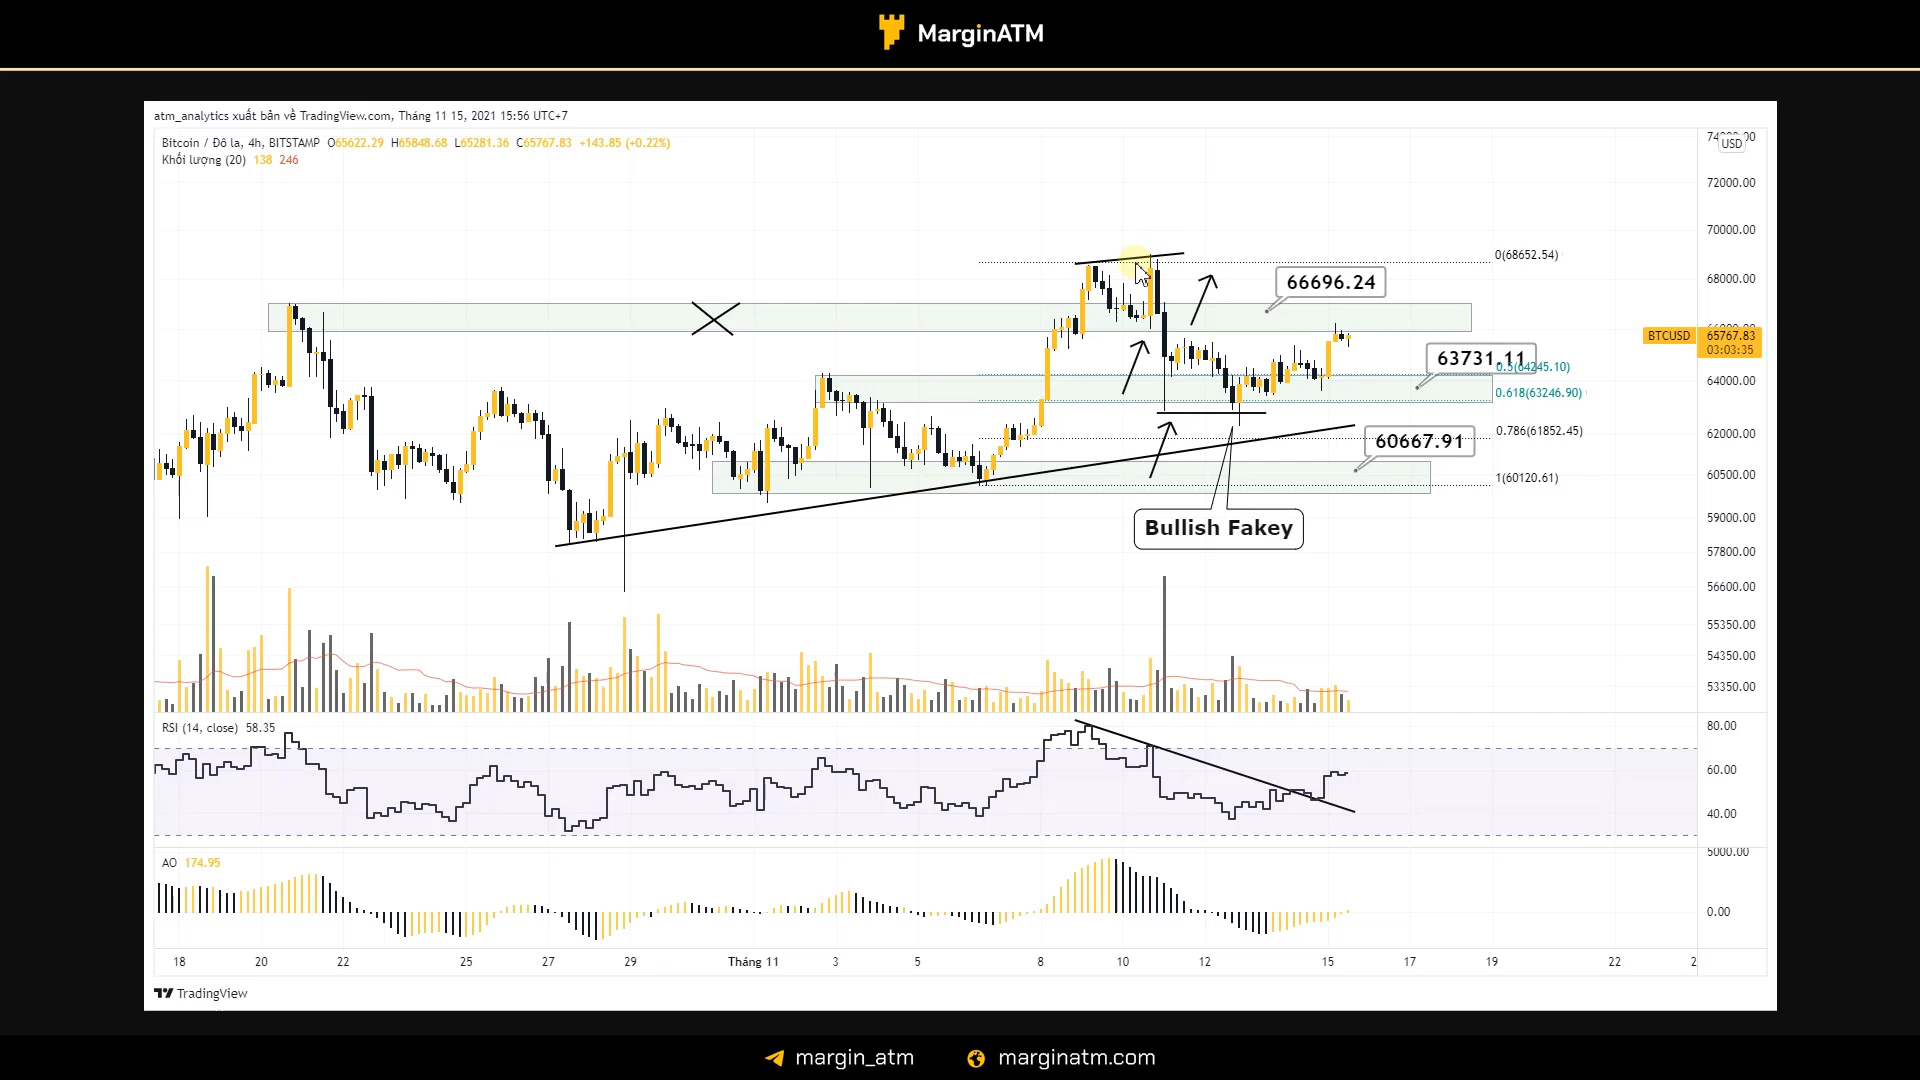 MarginATM
atm_analytics xuất bản về TradingView.com, Tháng 11 15, 2021 15:56 UTC+7
Bitcoin / Đô la, 4h, BITSTAMP O65622.29 H65848.68 L65281.36 C65767.83 +143.85 (+0.22%)
Khối lượng (20) 138 246
USD
72000.00
70000.00
0(68652.54)
68000.00
66696.24
BTCUSD 65767.83
03:03:35
63731.11
0.5(64245.10)
64000.00
0.618(63246.90)
0.786(61852.45)
62000.00
60667.91
60500.00
1(60120.61)
59000.00
Bullish Fakey
57800.00
56600.00
55350.00
54350.00
53350.00
RSI (14, close) 58.35
80.00
60.00
40.00
AO 174.95
5000.00
0.00
18 20 22 25 27 29 Tháng 11 3 5 8 10 12 15 17 19 22 2
TradingView
margin_atm marginatm.com